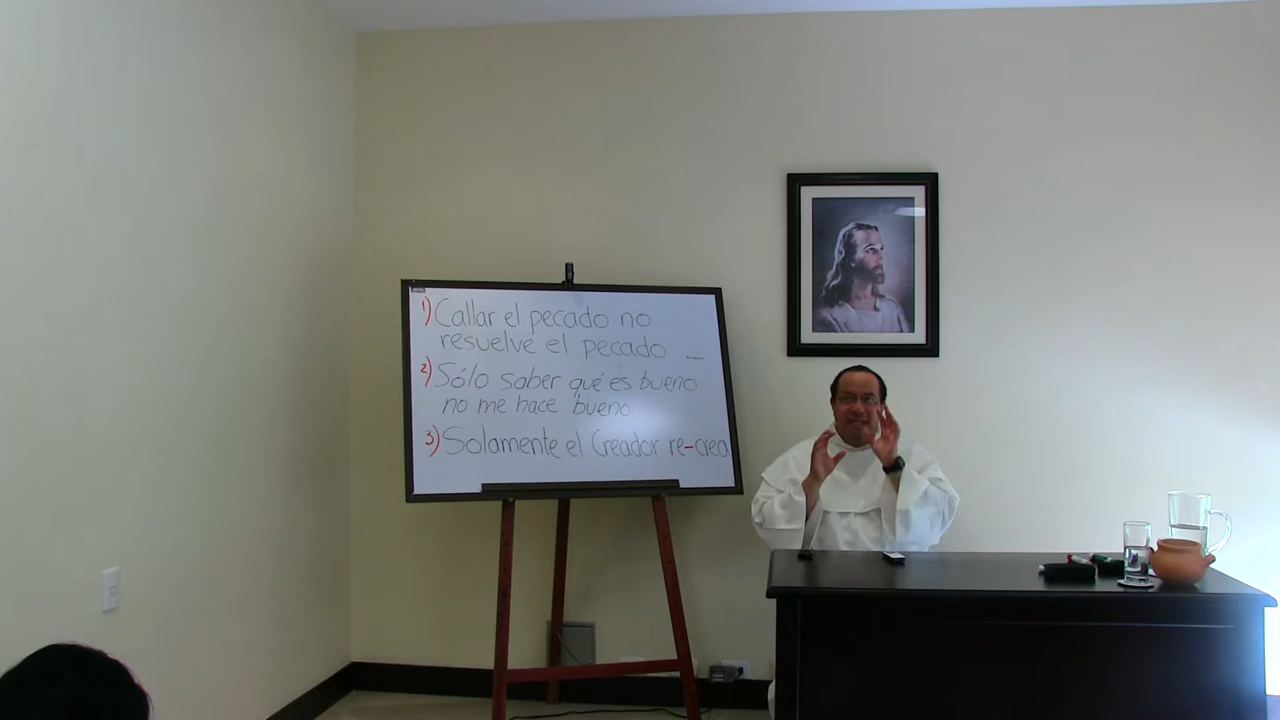 1) Callar el pecado no
resuelve el pecado. —
2) Sólo saber qué es bueno
no me hace bueno.
3) Solamente el Creador re-crea